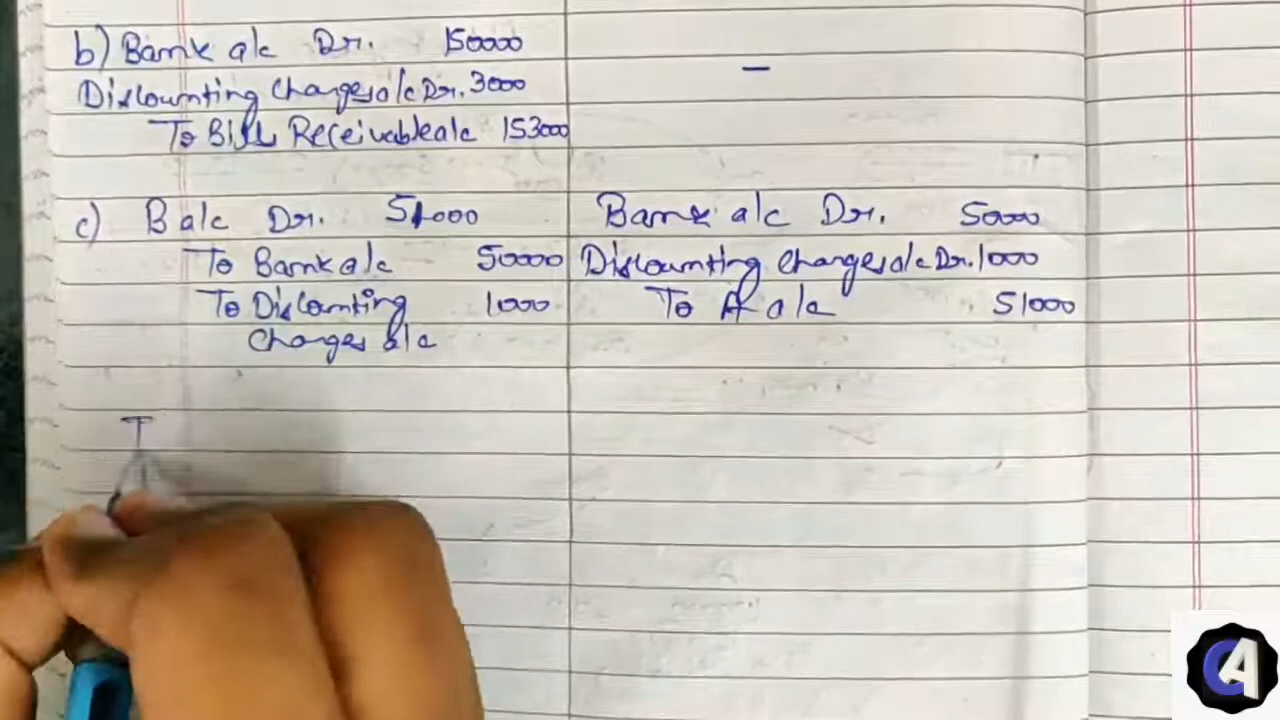 b) Bank a/c Dr. 150000
Discounting Charges a/c Dr. 3000
To Bill Receivable a/c 153000
–
c) B a/c Dr. 51000
To Bank a/c 50000
To Discounting 1000
Charges a/c
Bank a/c Dr. 50000
Discounting Charges a/c Dr. 1000
To A a/c 51000
T
CA